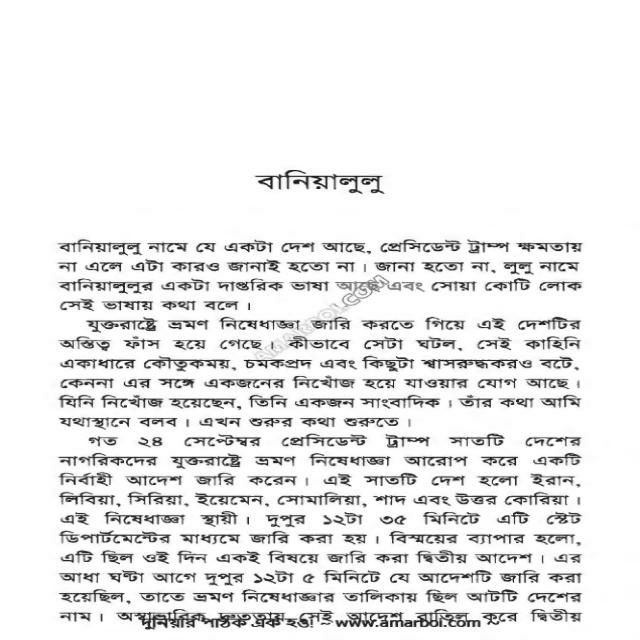 বানিয়ালুলু
বানিয়ালুলু নামে যে একটা দেশ আছে, প্রেসিডেন্ট ট্রাম্প ক্ষমতায়
না এলে এটা কারও জানাই হতো না। জানা হতো না, লুলু নামে
বানিয়ালুলুর একটা দাপ্তরিক ভাষা আছে এবং সোয়া কোটি লোক
সেই ভাষায় কথা বলে।
যুক্তরাষ্ট্রে ভ্রমণ নিষেধাজ্ঞা জারি করতে গিয়ে এই দেশটির
অস্তিত্ব ফাঁস হয়ে গেছে। কীভাবে সেটা ঘটল, সেই কাহিনি
একাধারে কৌতুকময়, চমকপ্রদ এবং কিছুটা শ্বাসরুদ্ধকরও বটে,
কেননা এর সঙ্গে একজনের নিখোঁজ হয়ে যাওয়ার যোগ আছে।
যিনি নিখোঁজ হয়েছেন, তিনি একজন সাংবাদিক। তাঁর কথা আমি
যথাস্থানে বলব। এখন শুরুর কথা শুরুতে।
গত ২৪ সেপ্টেম্বর প্রেসিডেন্ট ট্রাম্প সাতটি দেশের
নাগরিকদের যুক্তরাষ্ট্রে ভ্রমণ নিষেধাজ্ঞা আরোপ করে একটি
নির্বাহী আদেশ জারি করেন। এই সাতটি দেশ হলো ইরান,
লিবিয়া, সিরিয়া, ইয়েমেন, সোমালিয়া, শাদ এবং উত্তর কোরিয়া।
এই নিষেধাজ্ঞা স্থায়ী। দুপুর ১২টা ৩৫ মিনিটে এটি স্টেট
ডিপার্টমেন্টের মাধ্যমে জারি করা হয়। বিস্ময়ের ব্যাপার হলো,
এটি ছিল ওই দিন একই বিষয়ে জারি করা দ্বিতীয় আদেশ। এর
আধা ঘন্টা আগে দুপুর ১২টা ৫ মিনিটে যে আদেশটি জারি করা
হয়েছিল, তাতে ভ্রমণ নিষেধাজ্ঞার তালিকায় ছিল আটটি দেশের
নাম। অস্বাভাবিক দ্রুততায় সেই আদেশ বাতিল করে দ্বিতীয়
দুনিয়ার পাঠক এক হও! ~ www.amarboi.com ~
AMARBOI.COM